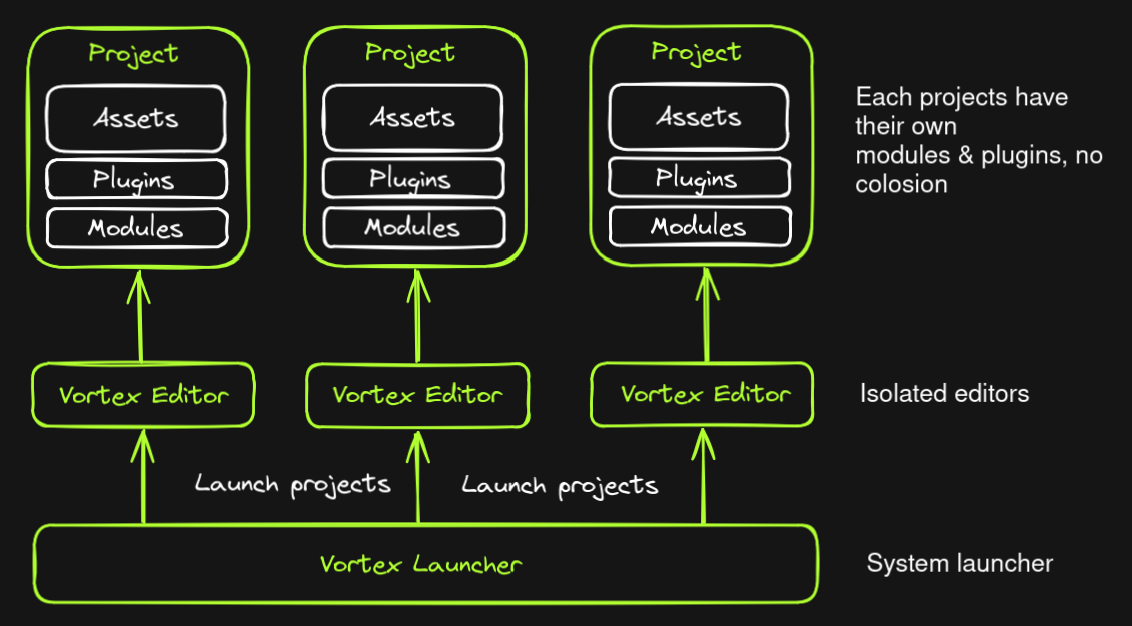 Project
Assets
Plugins
Modules
Project
Assets
Plugins
Modules
Project
Assets
Plugins
Modules
Each projects have
their own
modules & plugins, no
colosion
Vortex Editor
Vortex Editor
Vortex Editor
Isolated editors
Launch projects
Launch projects
Vortex Launcher
System launcher